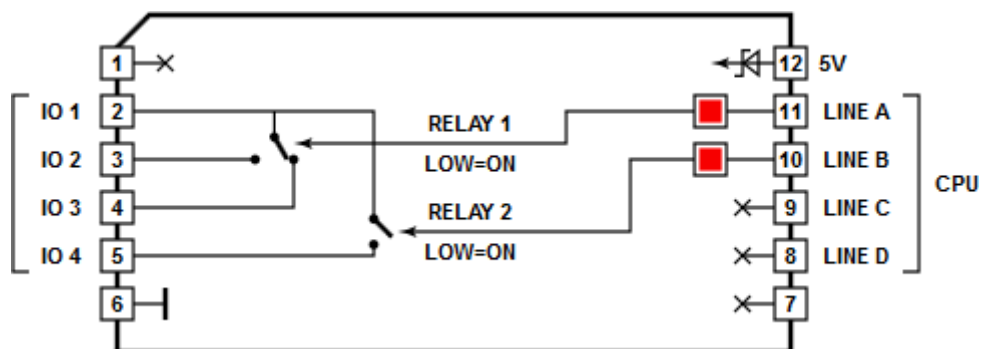 1 12 5V
IO 1 2 11 LINE A
RELAY 1
IO 2 3 LOW=ON 10 LINE B
CPU
IO 3 4 RELAY 2 9 LINE C
IO 4 5 LOW=ON 8 LINE D
6 7